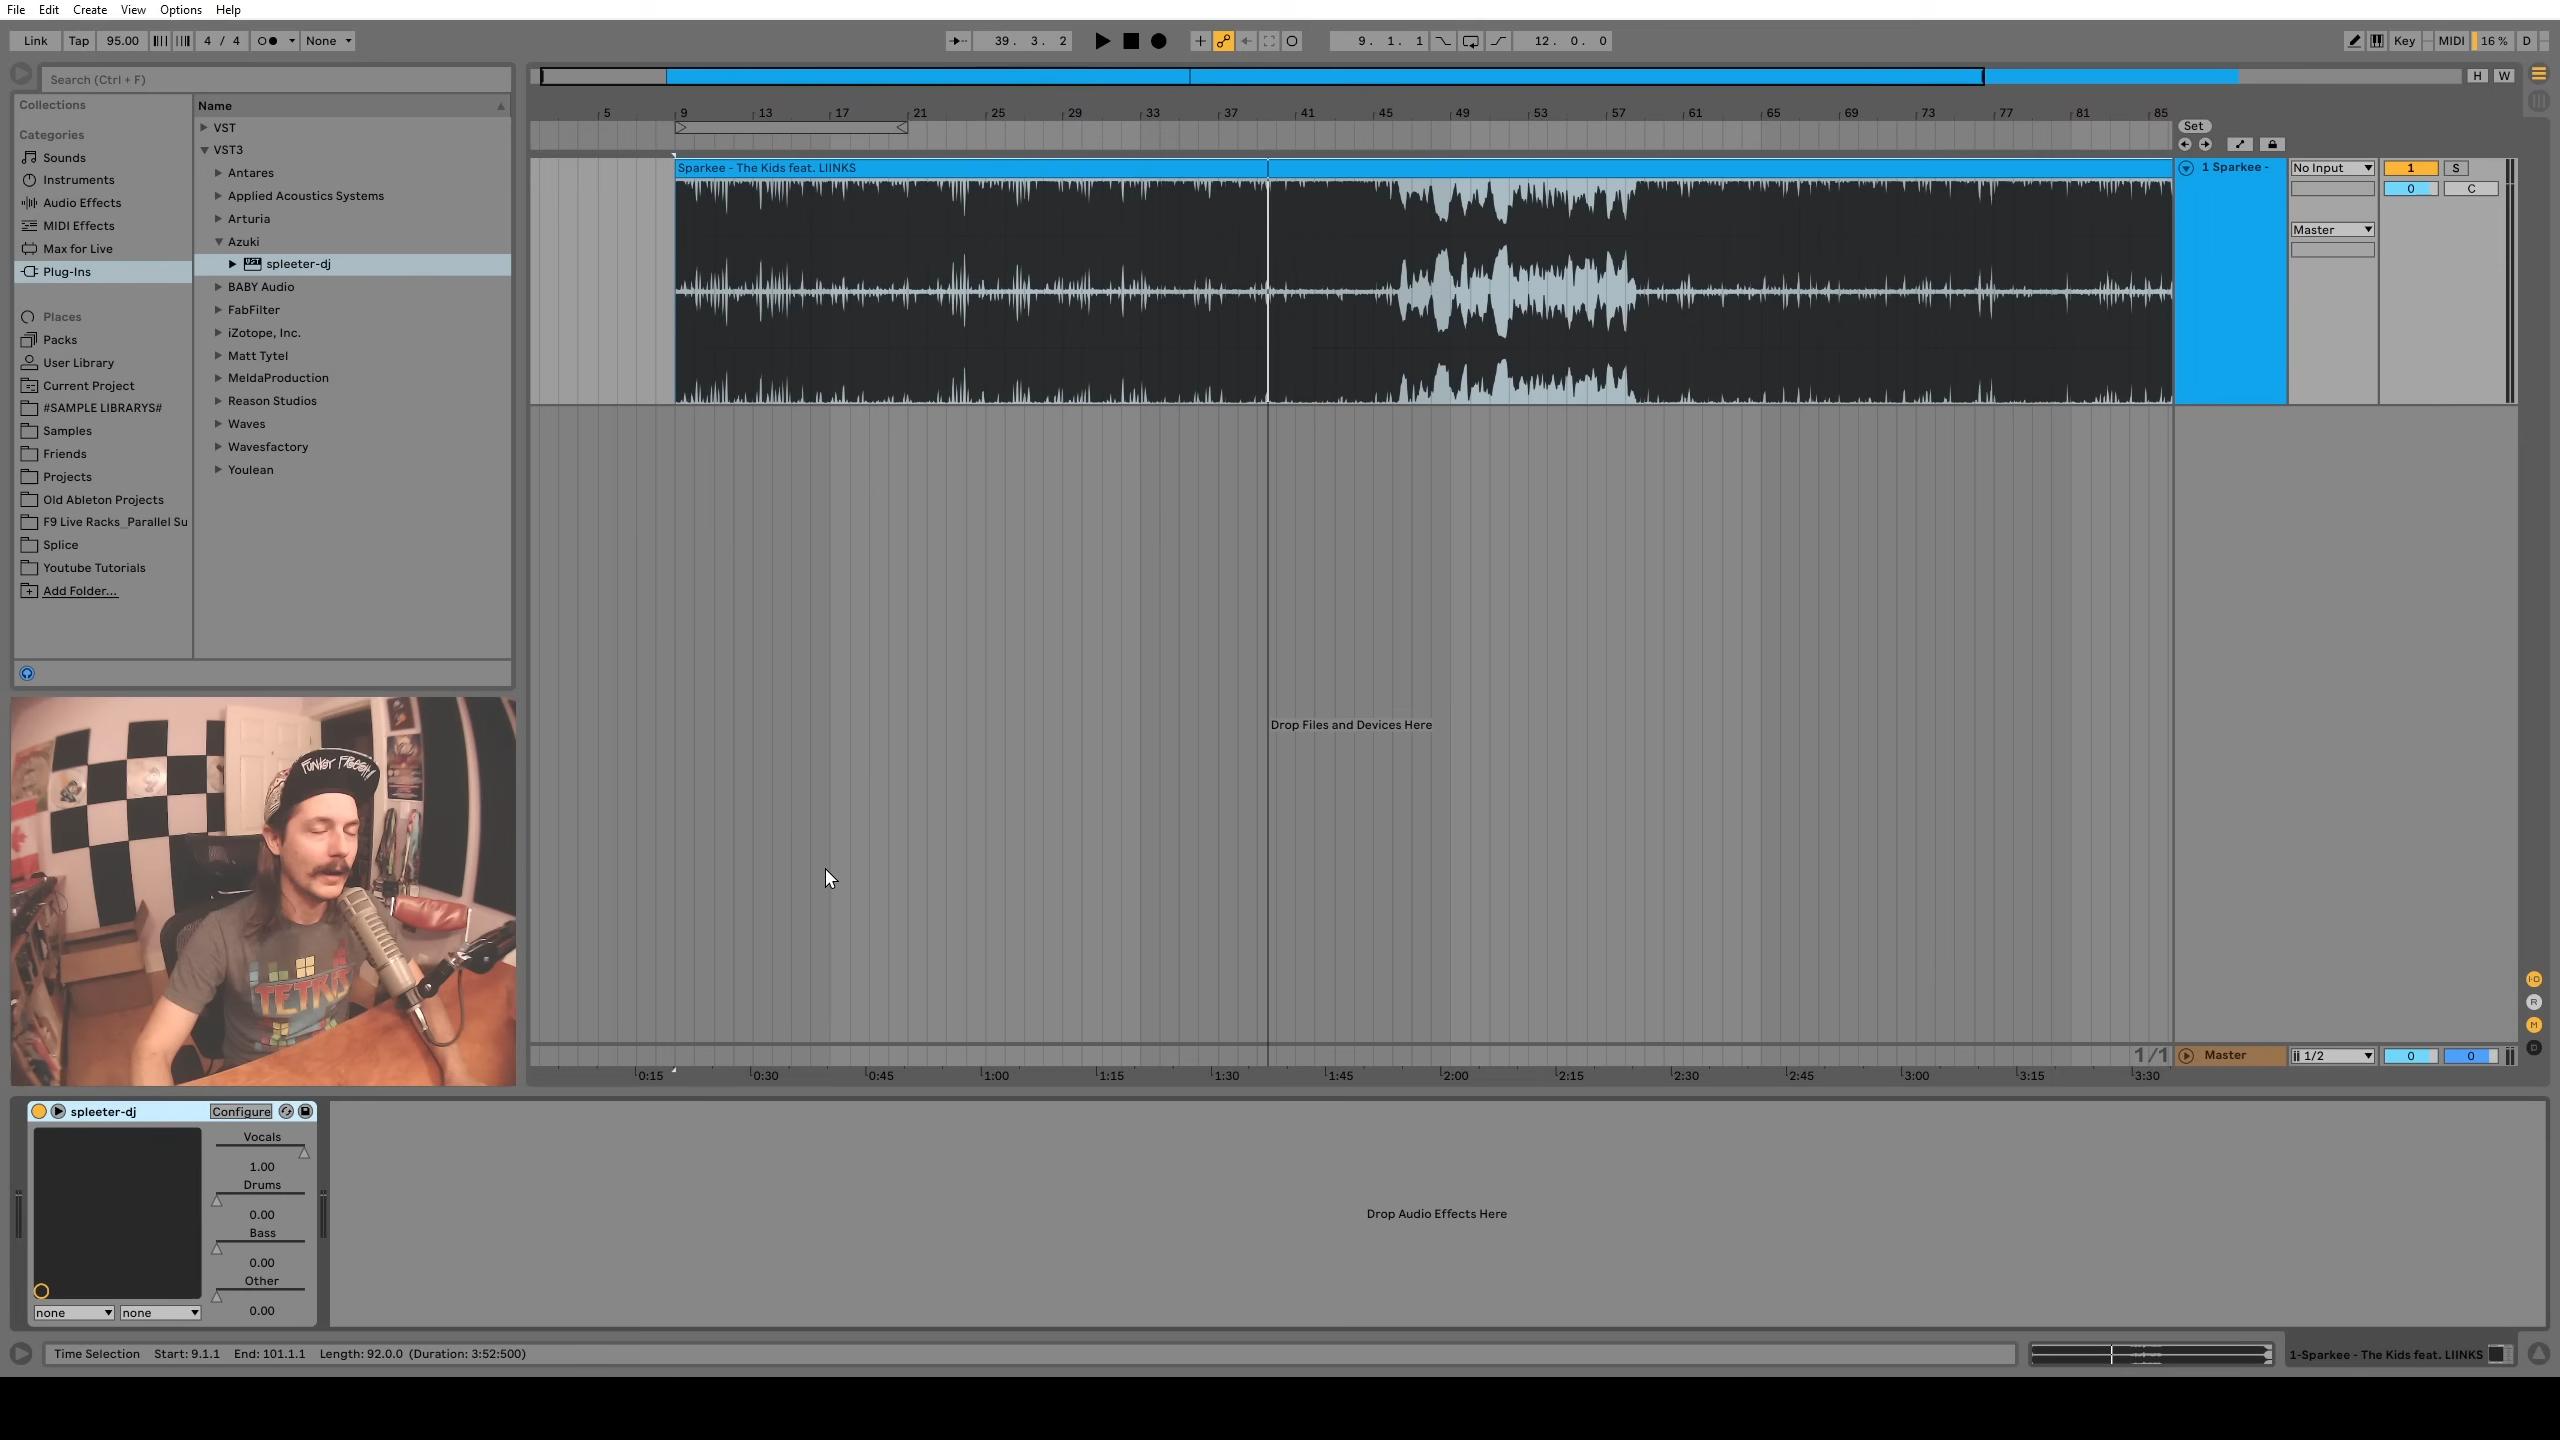 File Edit Create View Options Help
Link Tap 95.00 4 / 4 None 39. 3. 2 9. 1. 1 12. 0. 0 Key MIDI 16 % D
Search (Ctrl + F)
H W
Collections
Name
Categories
Sounds
Instruments
Audio Effects
MIDI Effects
Max for Live
Plug-Ins
Places
Packs
User Library
Current Project
#SAMPLE LIBRARYS#
Samples
Friends
Projects
Old Ableton Projects
F9 Live Racks_Parallel Su
Splice
Youtube Tutorials
Add Folder...
VST
VST3
Antares
Applied Acoustics Systems
Arturia
Azuki
spleeter-dj
BABY Audio
FabFilter
iZotope, Inc.
Matt Tytel
MeldaProduction
Reason Studios
Waves
Wavesfactory
Youlean
5 9 13 17 21 25 29 33 37 41 45 49 53 57 61 65 69 73 77 81 85
Set
Sparkee - The Kids feat. LIINKS
1 Sparkee -
No Input
1 S
0 C
Master
Drop Files and Devices Here
FUNKY
TETRIS
I·O
R
M
D
1/1
Master
1/2
0 0
0:15 0:30 0:45 1:00 1:15 1:30 1:45 2:00 2:15 2:30 2:45 3:00 3:15 3:30
spleeter-dj Configure
Vocals
1.00
Drums
0.00
Bass
0.00
Other
0.00
none none
Drop Audio Effects Here
Time Selection Start: 9.1.1 End: 101.1.1 Length: 92.0.0 (Duration: 3:52:500)
1-Sparkee - The Kids feat. LIINKS